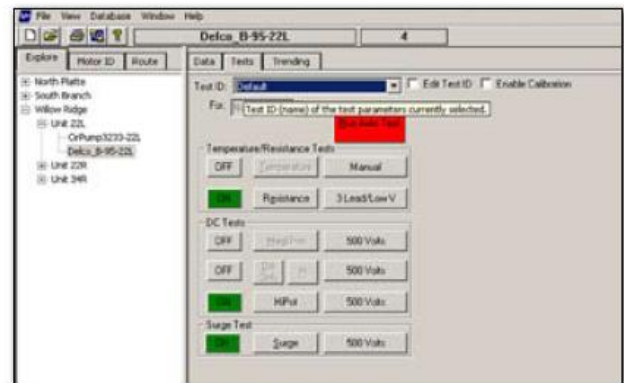 File View Database Window Help
Delco_B-95-22L 4
Explore Motor ID Route
Data Tests Trending
North Platte
South Branch
Willow Ridge
Unit 22L
CirPump3233-22L
Delco_B-95-22L
Unit 22R
Unit 34R
Test ID: Default Edit Test ID Enable Calibration
For: Test ID (name) of the test parameters currently selected.
Run Auto Test
Temperature/Resistance Tests
OFF Temperature Manual
ON Resistance 3 Lead/Low V
DC Tests
OFF MegOhm 500 Volts
OFF PI 500 Volts
ON HiPot 500 Volts
Surge Test
ON Surge 500 Volts